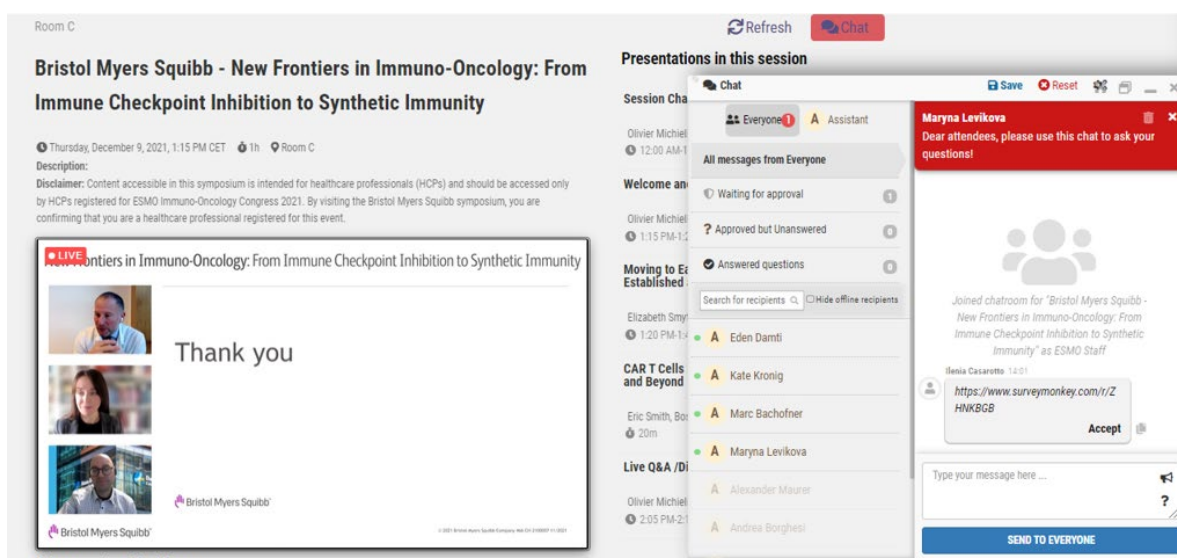 Room C
Bristol Myers Squibb - New Frontiers in Immuno-Oncology: From
Immune Checkpoint Inhibition to Synthetic Immunity
Thursday, December 9, 2021, 1:15 PM CET 1h Room C
Description:
Disclaimer: Content accessible in this symposium is intended for healthcare professionals (HCPs) and should be accessed only
by HCPs registered for ESMO Immuno-Oncology Congress 2021. By visiting the Bristol Myers Squibb symposium, you are
confirming that you are a healthcare professional registered for this event.
LIVE
ontiers in Immuno-Oncology: From Immune Checkpoint Inhibition to Synthetic Immunity
Thank you
Bristol Myers Squibb
Bristol Myers Squibb
Refresh
Chat
Presentations in this session
Session Cha
Olivier Michiel
12:00 AM-1
Welcome an
Olivier Michiel
1:15 PM-1:2
Moving to Ea
Established
Elizabeth Smy
1:20 PM-1:4
CAR T Cells
and Beyond
Eric Smith, Bos
20m
Live Q&A /Di
Olivier Michiel
2:05 PM-2:1
Chat
Save
Reset
Everyone 1
A Assistant
All messages from Everyone
Waiting for approval 1
? Approved but Unanswered 0
Answered questions 0
Search for recipients
Hide offline recipients
A Eden Damti
A Kate Kronig
A Marc Bachofner
A Maryna Levikova
A Alexander Maurer
A Andrea Borghesi
Maryna Levikova
Dear attendees, please use this chat to ask your
questions!
Joined chatroom for "Bristol Myers Squibb -
New Frontiers in Immuno-Oncology: From
Immune Checkpoint Inhibition to Synthetic
Immunity" as ESMO Staff
Ilenia Casarotto 14:01
https://www.surveymonkey.com/r/Z
HNKBGB
Accept
Type your message here ...
?
SEND TO EVERYONE